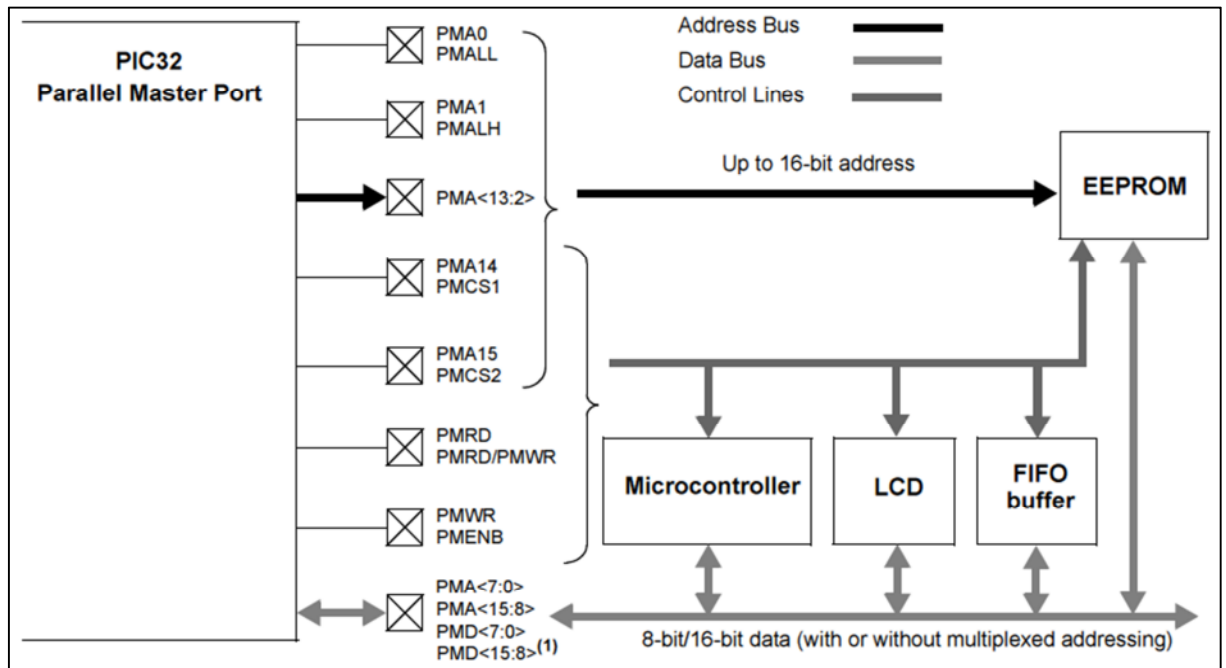 PIC32
Parallel Master Port
PMA0
PMALL
PMA1
PMALH
PMA<13:2>
PMA14
PMCS1
PMA15
PMCS2
PMRD
PMRD/PMWR
PMWR
PMENB
PMA<7:0>
PMA<15:8>
PMD<7:0>
PMD<15:8>(1)
Address Bus
Data Bus
Control Lines
Up to 16-bit address
EEPROM
Microcontroller
LCD
FIFO
buffer
8-bit/16-bit data (with or without multiplexed addressing)